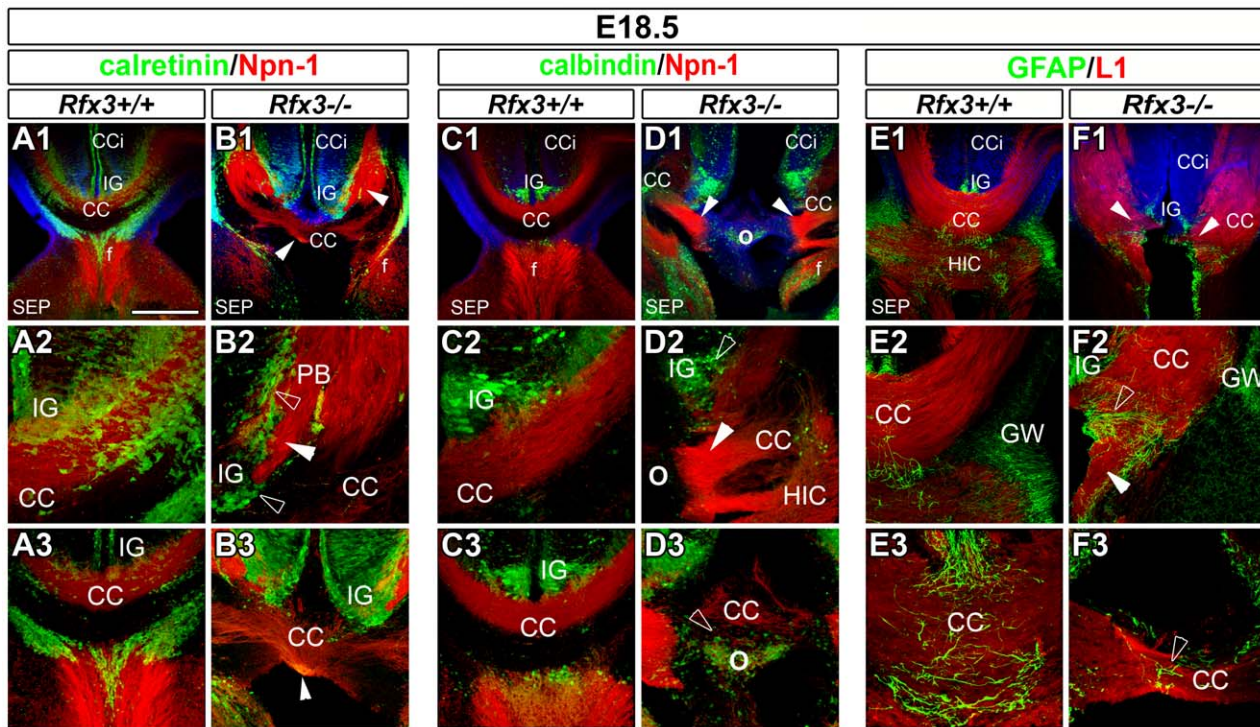 E18.5
calretinin/Npn-1 calbindin/Npn-1 GFAP/L1
Rfx3+/+ Rfx3-/- Rfx3+/+ Rfx3-/- Rfx3+/+ Rfx3-/-
A1 CCi IG CC f SEP
B1 CCi IG CC f
C1 CCi IG CC f SEP
D1 CCi CC CC O f
E1 CCi IG CC HIC SEP
F1 CCi IG CC
A2 IG CC
B2 PB IG CC
C2 IG CC
D2 IG CC O HIC
E2 CC GW
F2 IG CC GW
A3 IG CC
B3 IG CC
C3 IG CC
D3 CC O
E3 CC
F3 CC